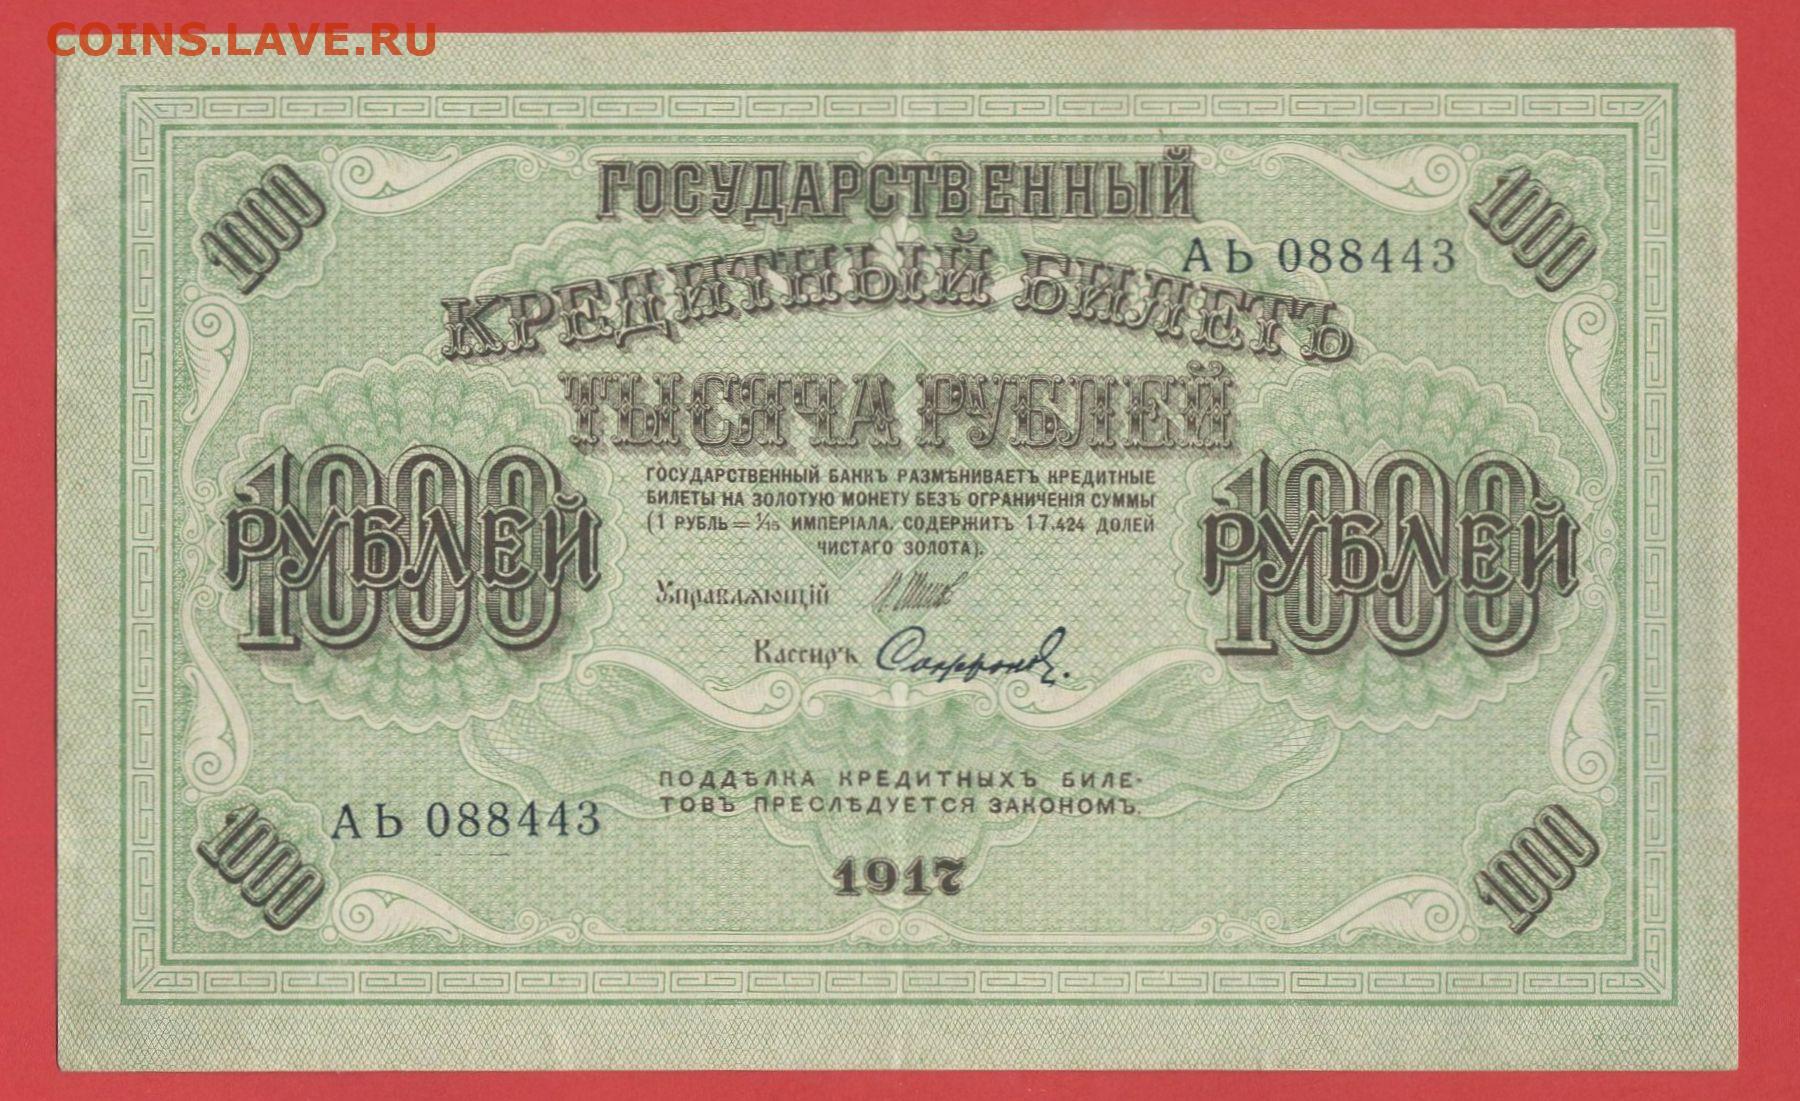 COINS.LAVE.RU
1000
ГОСУДАРСТВЕННЫЙ
1000
АЬ 088443
КРЕДИТНЫЙ БИЛЕТЪ
ТЫСЯЧА РУБЛЕЙ
1000
РУБЛЕЙ
ГОСУДАРСТВЕННЫЙ БАНКЪ РАЗМѢНИВАЕТЪ КРЕДИТНЫЕ
БИЛЕТЫ НА ЗОЛОТУЮ МОНЕТУ БЕЗЪ ОГРАНИЧЕНІЯ СУММЫ
(1 РУБЛЬ = 1/15 ИМПЕРІАЛА, СОДЕРЖИТЪ 17,424 ДОЛЕЙ
ЧИСТАГО ЗОЛОТА).
1000
РУБЛЕЙ
Управляющій И.Шипов
Кассиръ Сафронов.
ПОДДѢЛКА КРЕДИТНЫХЪ БИЛЕ-
ТОВЪ ПРЕСЛѢДУЕТСЯ ЗАКОНОМЪ.
АЬ 088443
1000
1917
1000